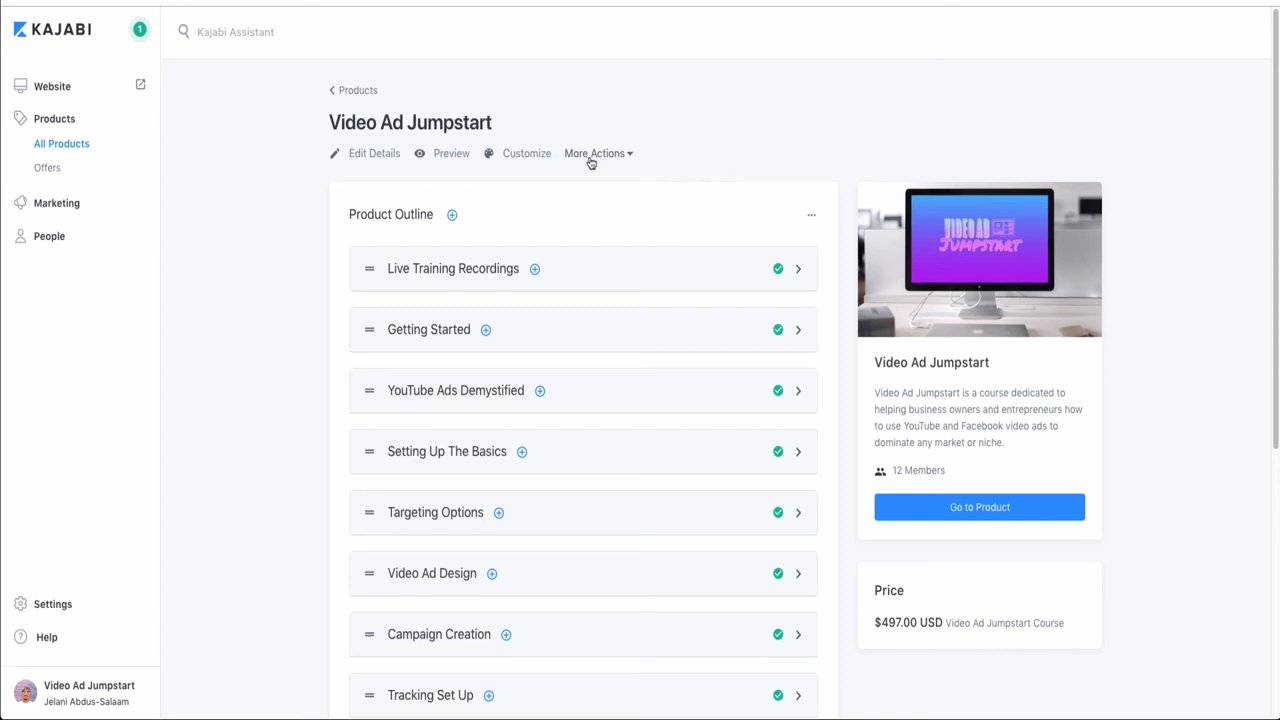 KAJABI
1
Kajabi Assistant
Website
Products
All Products
Offers
Marketing
People
Settings
Help
Video Ad Jumpstart
Jelani Abdus-Salaam
Products
Video Ad Jumpstart
Edit Details
Preview
Customize
More Actions
Product Outline
Live Training Recordings
Getting Started
YouTube Ads Demystified
Setting Up The Basics
Targeting Options
Video Ad Design
Campaign Creation
Tracking Set Up
VIDEO AD
JUMPSTART
Video Ad Jumpstart
Video Ad Jumpstart is a course dedicated to
helping business owners and entrepreneurs how
to use YouTube and Facebook video ads to
dominate any market or niche.
12 Members
Go to Product
Price
$497.00 USD Video Ad Jumpstart Course